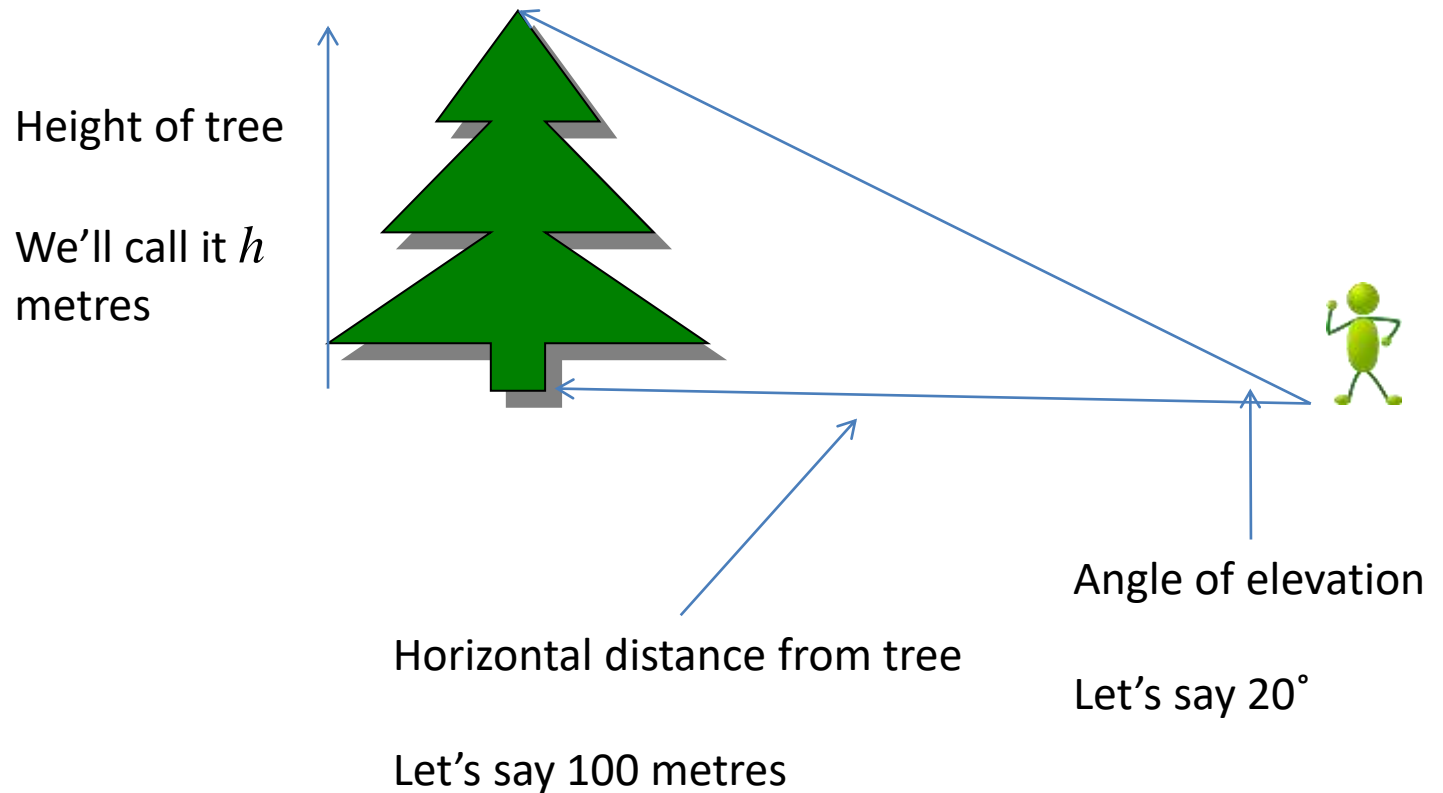 Height of tree
We’ll call it h
metres
Angle of elevation
Let’s say 20˚
Horizontal distance from tree
Let’s say 100 metres